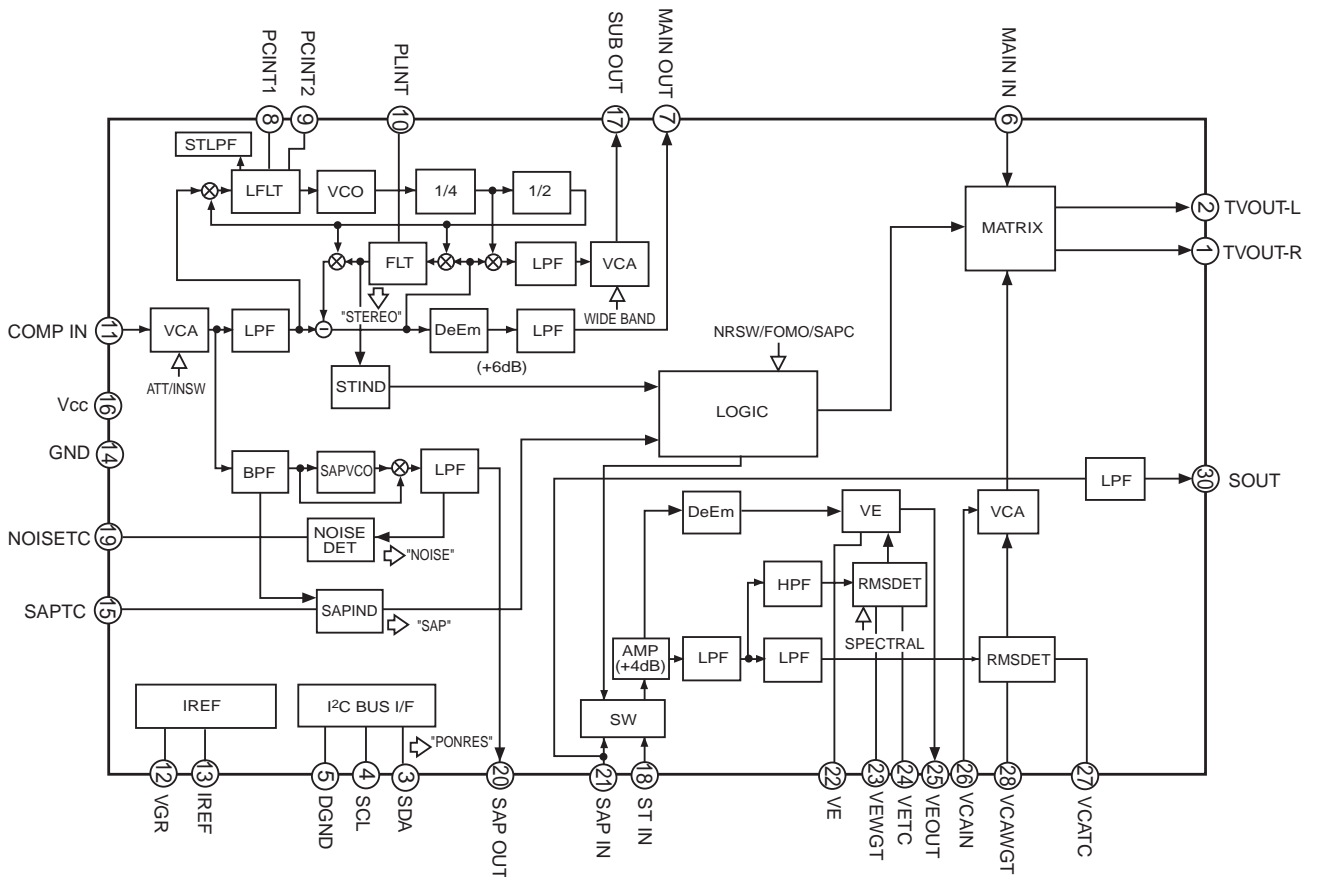 PCINT1
PCINT2
PLINT
SUB OUT
MAIN OUT
MAIN IN
8
9
10
17
7
6
STLPF
LFLT
VCO
1/4
1/2
MATRIX
2
TVOUT-L
1
TVOUT-R
FLT
LPF
VCA
"STEREO"
WIDE BAND
COMP IN
11
VCA
LPF
DeEm
LPF
(+6dB)
ATT/INSW
NRSW/FOMO/SAPC
STIND
LOGIC
Vcc
16
GND
14
BPF
SAPVCO
LPF
LPF
30
SOUT
NOISETC
19
NOISE
DET
"NOISE"
DeEm
VE
VCA
HPF
RMSDET
SAPTC
15
SAPIND
"SAP"
SPECTRAL
AMP
(+4dB)
LPF
LPF
RMSDET
IREF
I2C BUS I/F
"PONRES"
SW
12
13
5
4
3
20
21
18
22
23
24
25
26
28
27
VGR
IREF
DGND
SCL
SDA
SAP OUT
SAP IN
ST IN
VE
VEWGT
VETC
VEOUT
VCAIN
VCAWGT
VCATC